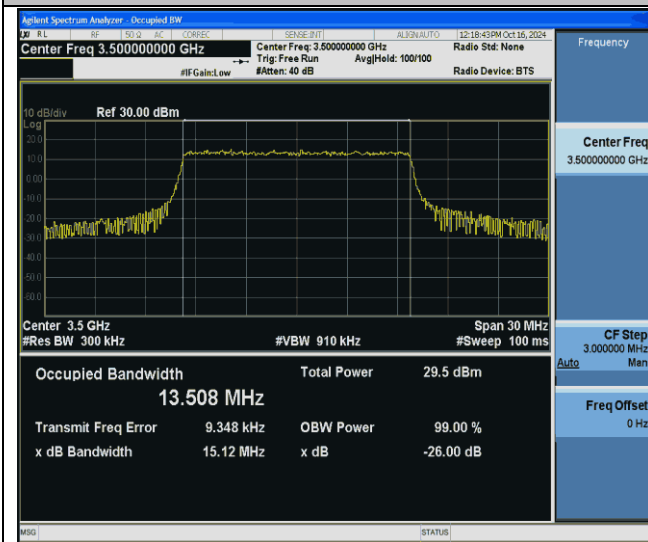 Agilent Spectrum Analyzer - Occupied BW
RL RF 50 Ω AC CORREC SENSE:INT ALIGN AUTO 12:18:43 PM Oct 16, 2024
Center Freq 3.500000000 GHz
Center Freq: 3.500000000 GHz
Radio Std: None
Trig: Free Run Avg|Hold: 100/100
#IFGain:Low
#Atten: 40 dB
Radio Device: BTS
Frequency
10 dB/div Ref 30.00 dBm
Log
20.0
10.0
0.00
-10.0
-20.0
-30.0
-40.0
-50.0
-60.0
Center 3.5 GHz Span 30 MHz
#Res BW 300 kHz #VBW 910 kHz #Sweep 100 ms
Occupied Bandwidth Total Power 29.5 dBm
13.508 MHz
Transmit Freq Error 9.348 kHz OBW Power 99.00 %
x dB Bandwidth 15.12 MHz x dB -26.00 dB
Center Freq
3.500000000 GHz
CF Step
3.000000 MHz
Auto Man
Freq Offset
0 Hz
MSG STATUS